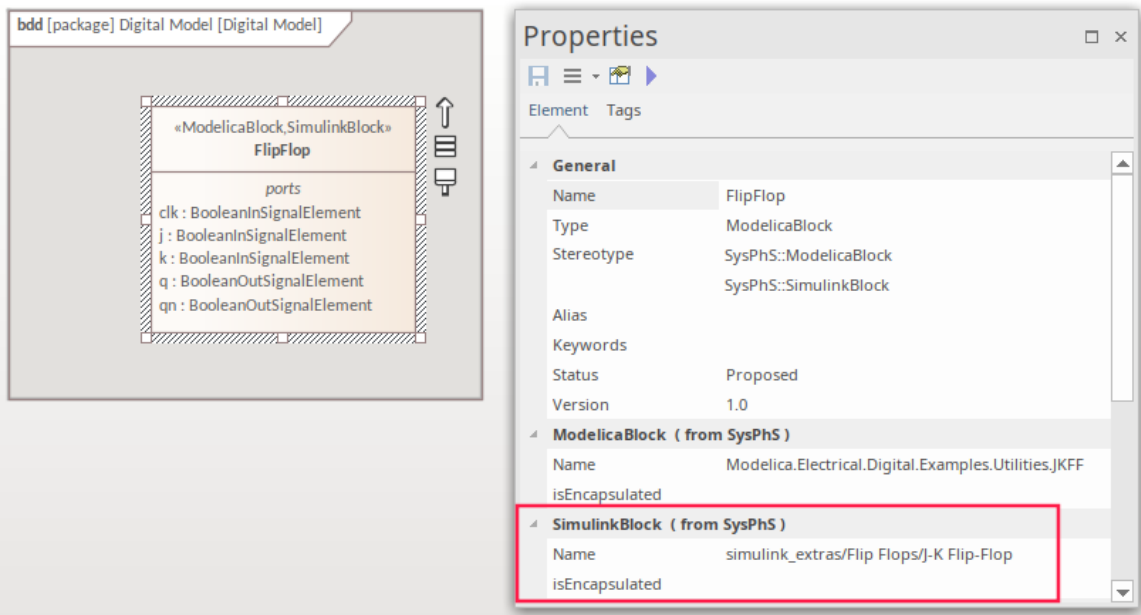 bdd [package] Digital Model [Digital Model]
«ModelicaBlock,SimulinkBlock»
FlipFlop
ports
clk : BooleanInSignalElement
j : BooleanInSignalElement
k : BooleanInSignalElement
q : BooleanOutSignalElement
qn : BooleanOutSignalElement
Properties
Element Tags
General
Name FlipFlop
Type ModelicaBlock
Stereotype SysPhS::ModelicaBlock
SysPhS::SimulinkBlock
Alias
Keywords
Status Proposed
Version 1.0
ModelicaBlock ( from SysPhS )
Name Modelica.Electrical.Digital.Examples.Utilities.JKFF
isEncapsulated
SimulinkBlock ( from SysPhS )
Name simulink_extras/Flip Flops/J-K Flip-Flop
isEncapsulated